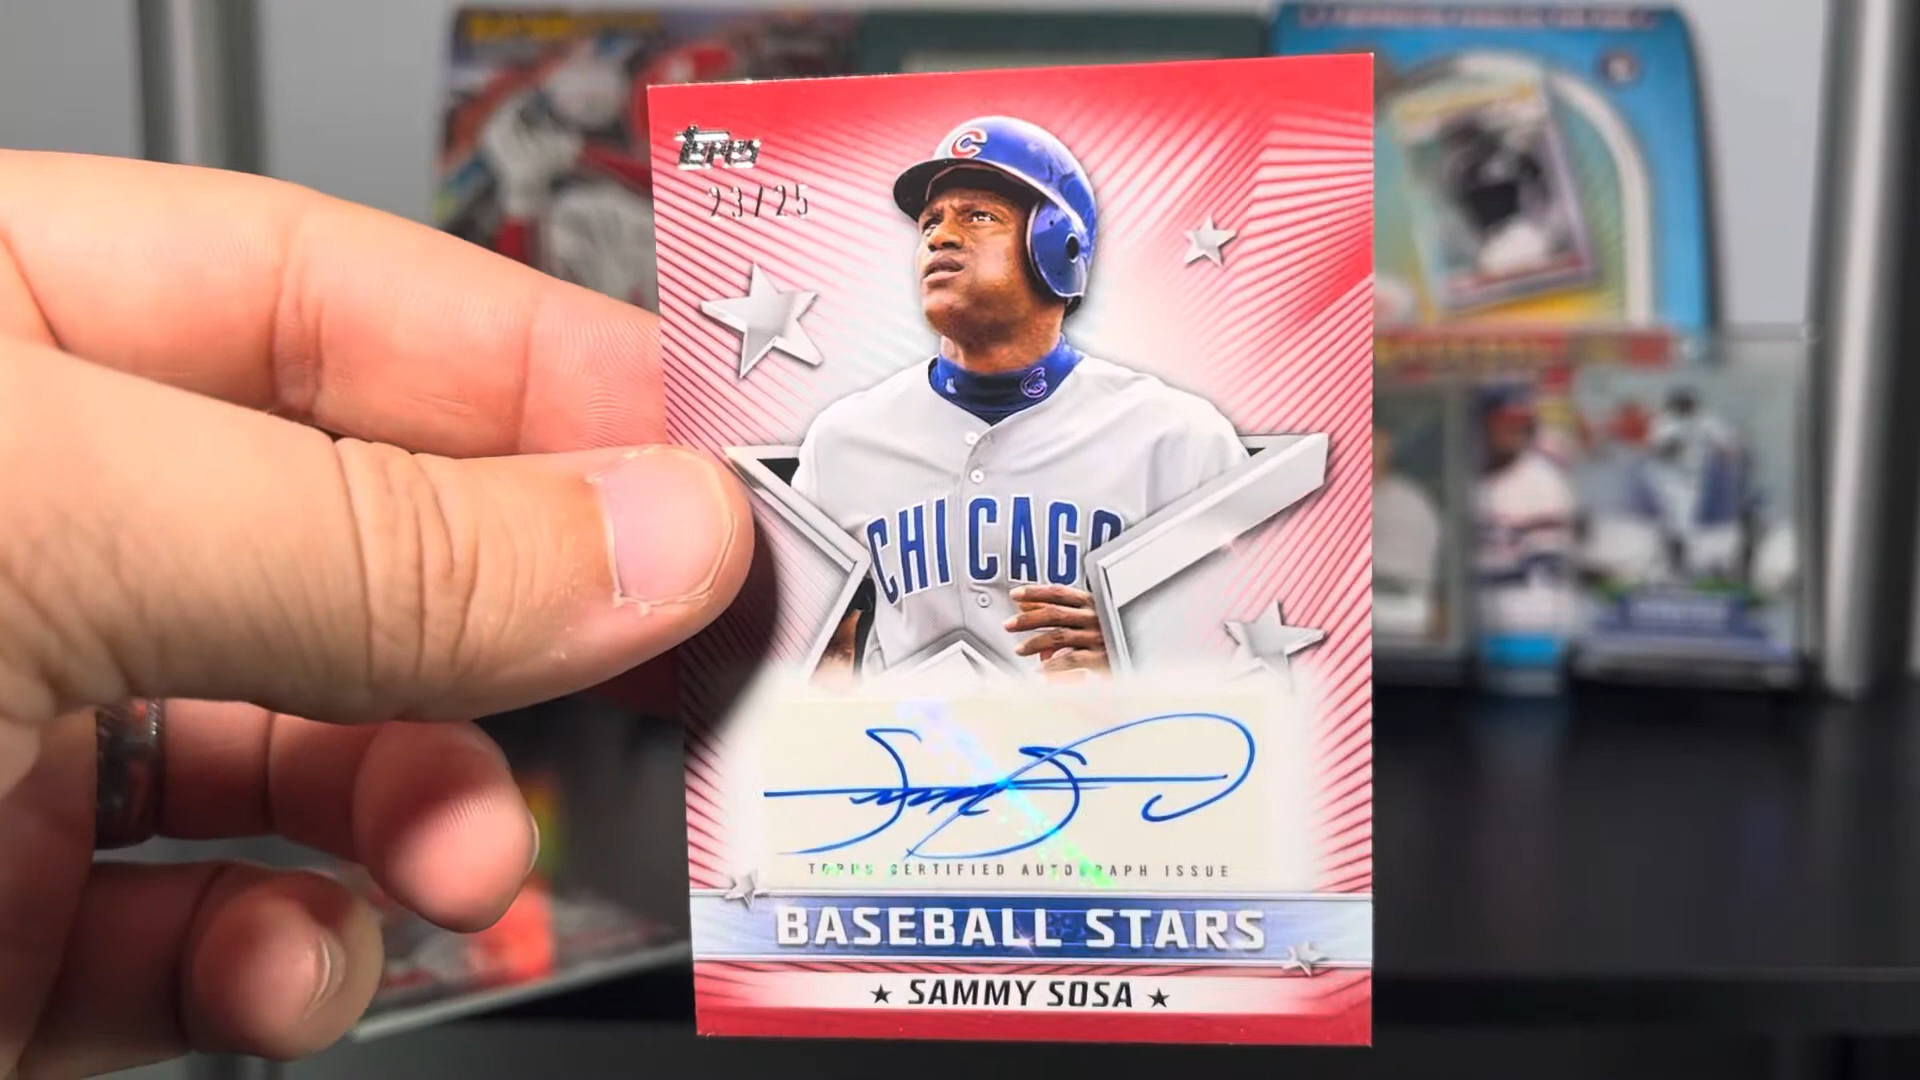 Topps
23/25
C
CHICAGO
TOPPS CERTIFIED AUTOGRAPH ISSUE
BASEBALL STARS
★ SAMMY SOSA ★